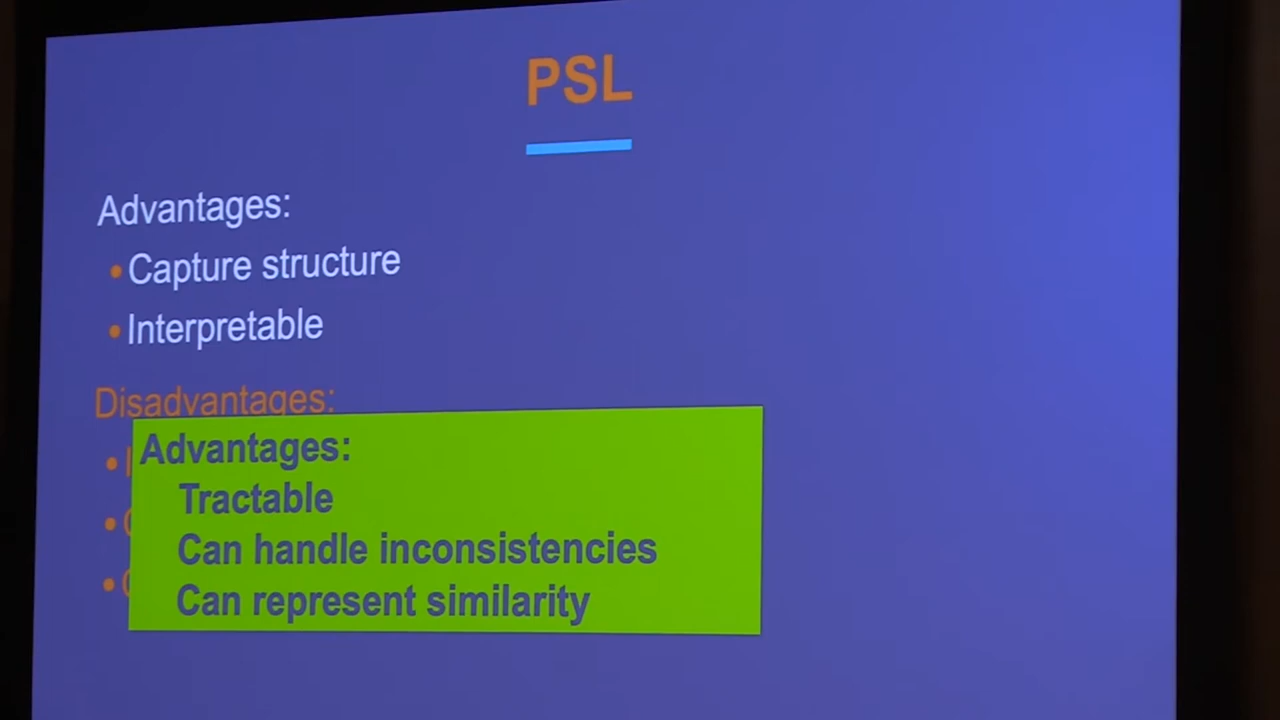 PSL
Advantages:
•Capture structure
•Interpretable
Disadvantages:
Advantages:
Tractable
Can handle inconsistencies
Can represent similarity